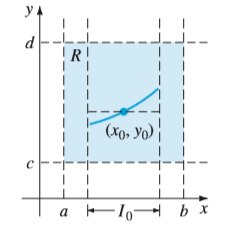 y
d
R
(x₀, y₀)
c
a I₀ b x